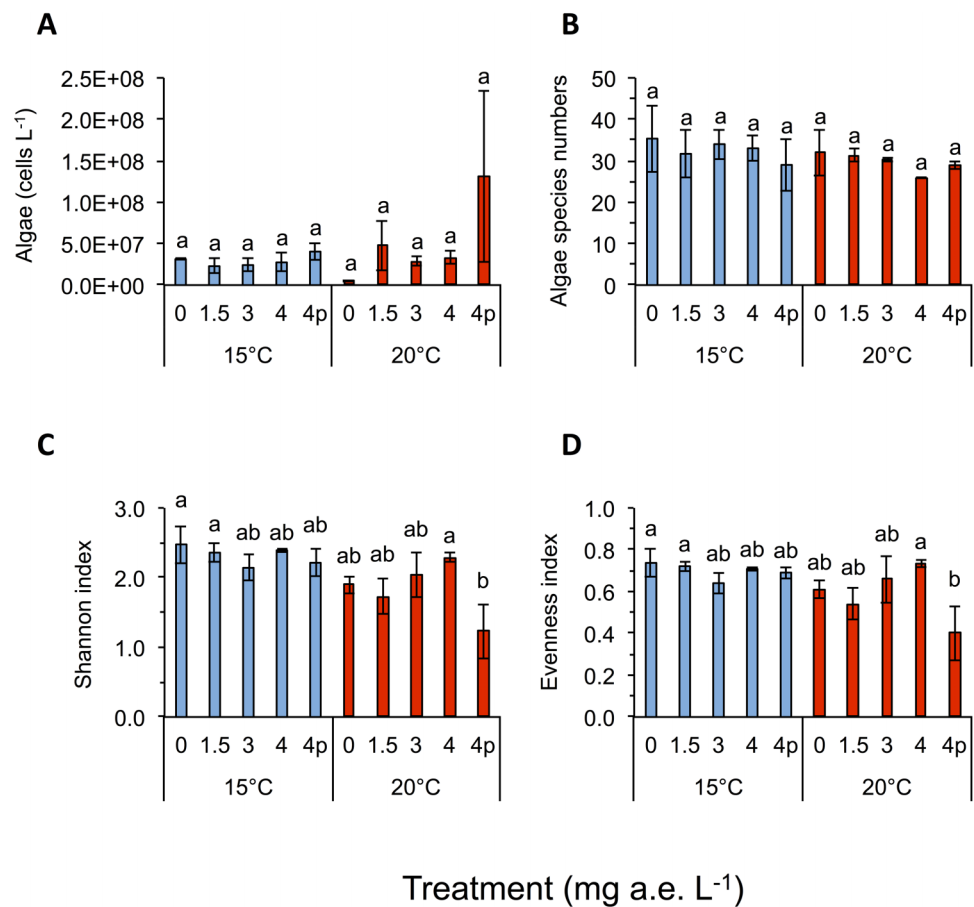 A
Algae (cells L⁻¹)
2.5E+08
2.0E+08
1.5E+08
1.0E+08
5.0E+07
0.0E+00
a a a a a a a a a a
0 1.5 3 4 4p 0 1.5 3 4 4p
15°C 20°C
B
Algae species numbers
50
40
30
20
10
0
a a a a a a a a a a
0 1.5 3 4 4p 0 1.5 3 4 4p
15°C 20°C
C
Shannon index
3.0
2.0
1.0
0.0
a a ab ab ab ab ab ab a b
0 1.5 3 4 4p 0 1.5 3 4 4p
15°C 20°C
D
Evenness index
1.0
0.8
0.6
0.4
0.2
0.0
a a ab ab ab ab ab ab a b
0 1.5 3 4 4p 0 1.5 3 4 4p
15°C 20°C
Treatment (mg a.e. L⁻¹)